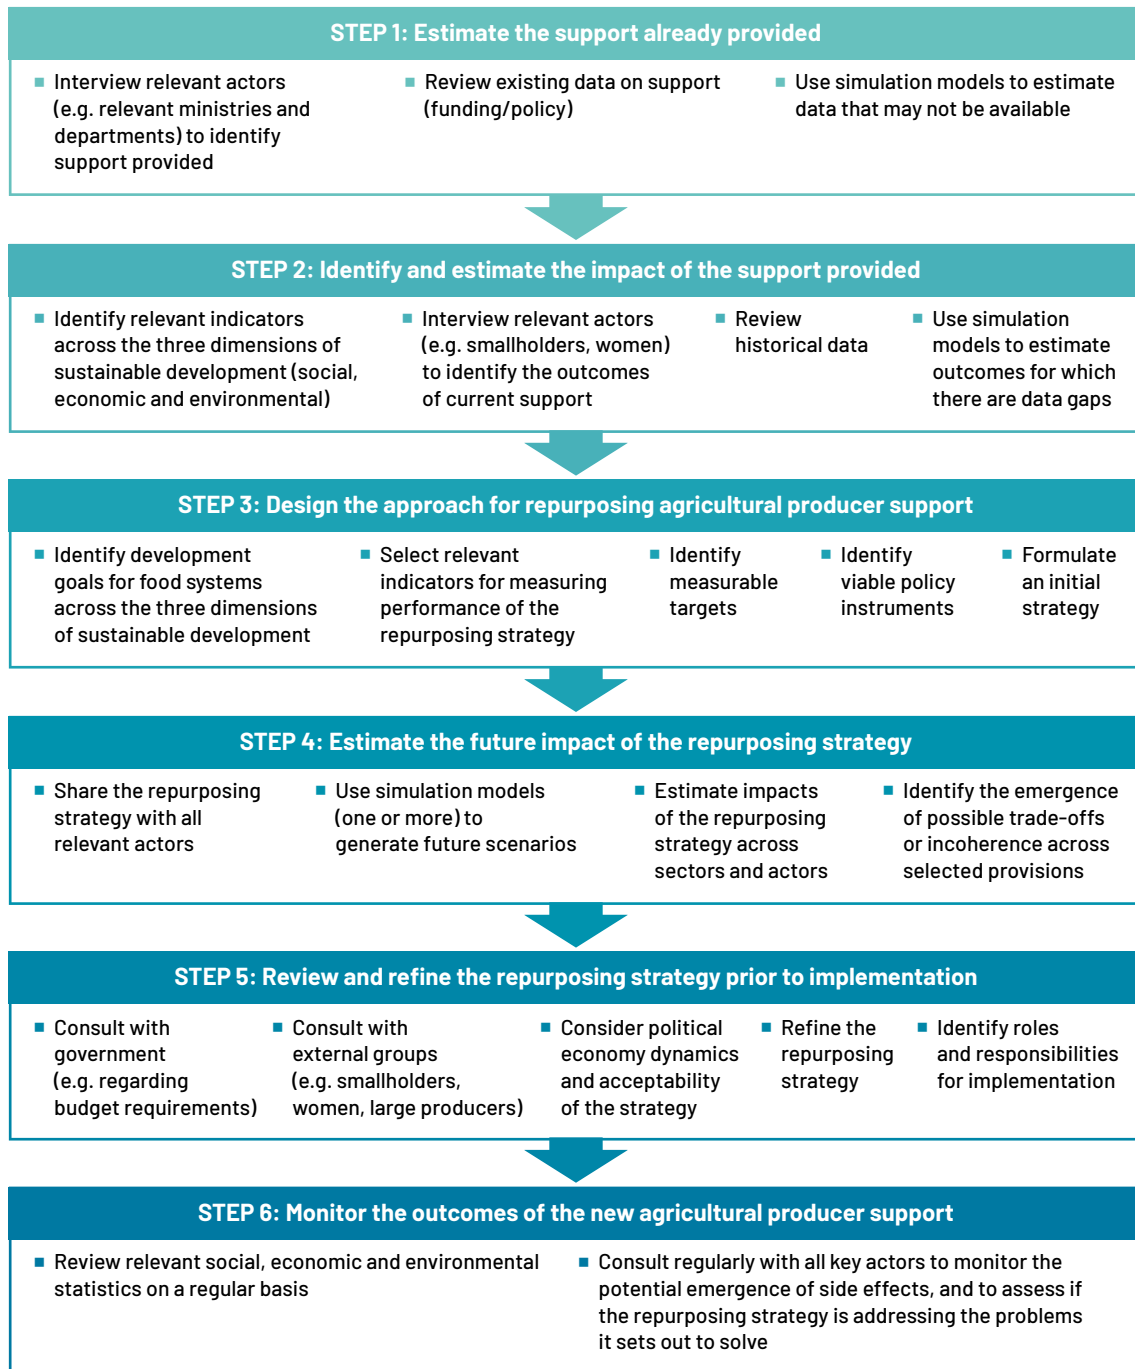 STEP 1: Estimate the support already provided
Interview relevant actors
(e.g. relevant ministries and
departments) to identify
support provided
Review existing data on support
(funding/policy)
Use simulation models to estimate
data that may not be available
STEP 2: Identify and estimate the impact of the support provided
Identify relevant indicators
across the three dimensions of
sustainable development (social,
economic and environmental)
Interview relevant actors
(e.g. smallholders, women)
to identify the outcomes
of current support
Review
historical data
Use simulation
models to estimate
outcomes for which
there are data gaps
STEP 3: Design the approach for repurposing agricultural producer support
Identify development
goals for food systems
across the three dimensions
of sustainable development
Select relevant
indicators for measuring
performance of the
repurposing strategy
Identify
measurable
targets
Identify
viable policy
instruments
Formulate
an initial
strategy
STEP 4: Estimate the future impact of the repurposing strategy
Share the repurposing
strategy with all
relevant actors
Use simulation models
(one or more) to
generate future scenarios
Estimate impacts
of the repurposing
strategy across
sectors and actors
Identify the emergence
of possible trade-offs
or incoherence across
selected provisions
STEP 5: Review and refine the repurposing strategy prior to implementation
Consult with
government
(e.g. regarding
budget requirements)
Consult with
external groups
(e.g. smallholders,
women, large producers)
Consider political
economy dynamics
and acceptability
of the strategy
Refine the
repurposing
strategy
Identify roles
and responsibilities
for implementation
STEP 6: Monitor the outcomes of the new agricultural producer support
Review relevant social, economic and environmental
statistics on a regular basis
Consult regularly with all key actors to monitor the
potential emergence of side effects, and to assess if
the repurposing strategy is addressing the problems
it sets out to solve